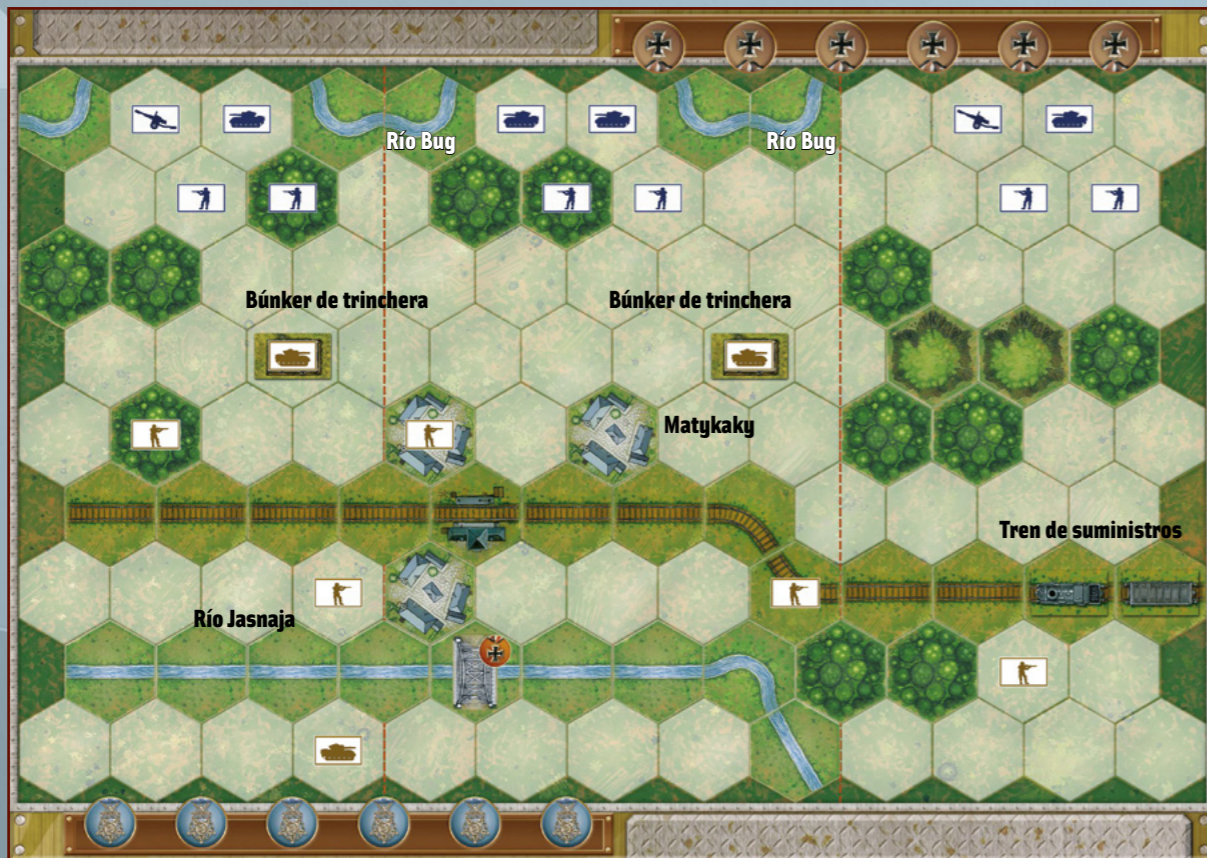 Río Bug
Río Bug
Búnker de trinchera
Búnker de trinchera
Matykaky
Tren de suministros
Río Jasnaja